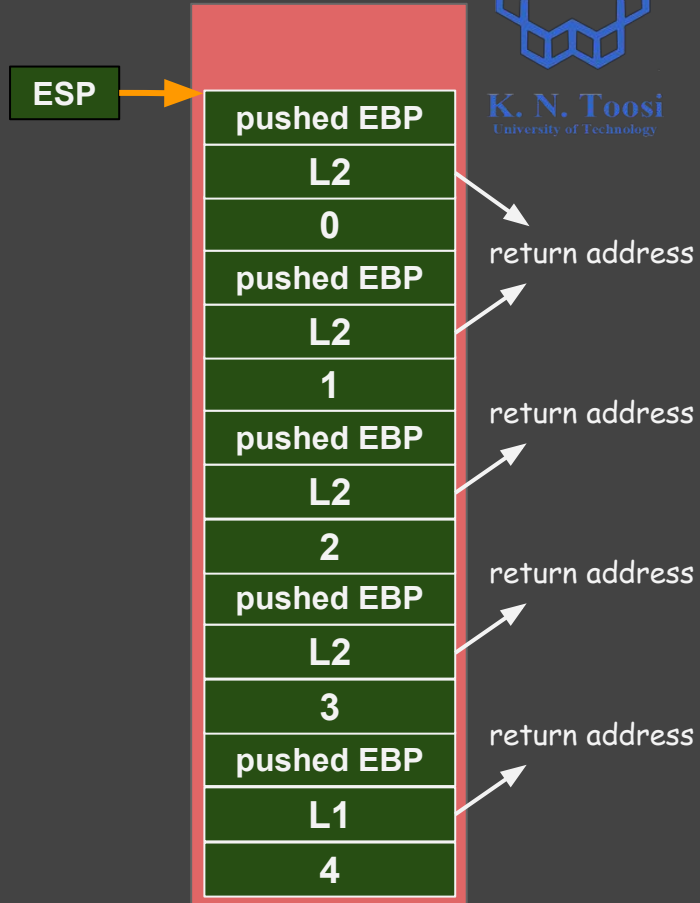 ESP
K. N. Toosi
University of Technology
pushed EBP
L2
0
return address
pushed EBP
L2
1
return address
pushed EBP
L2
2
return address
pushed EBP
L2
3
return address
pushed EBP
L1
4